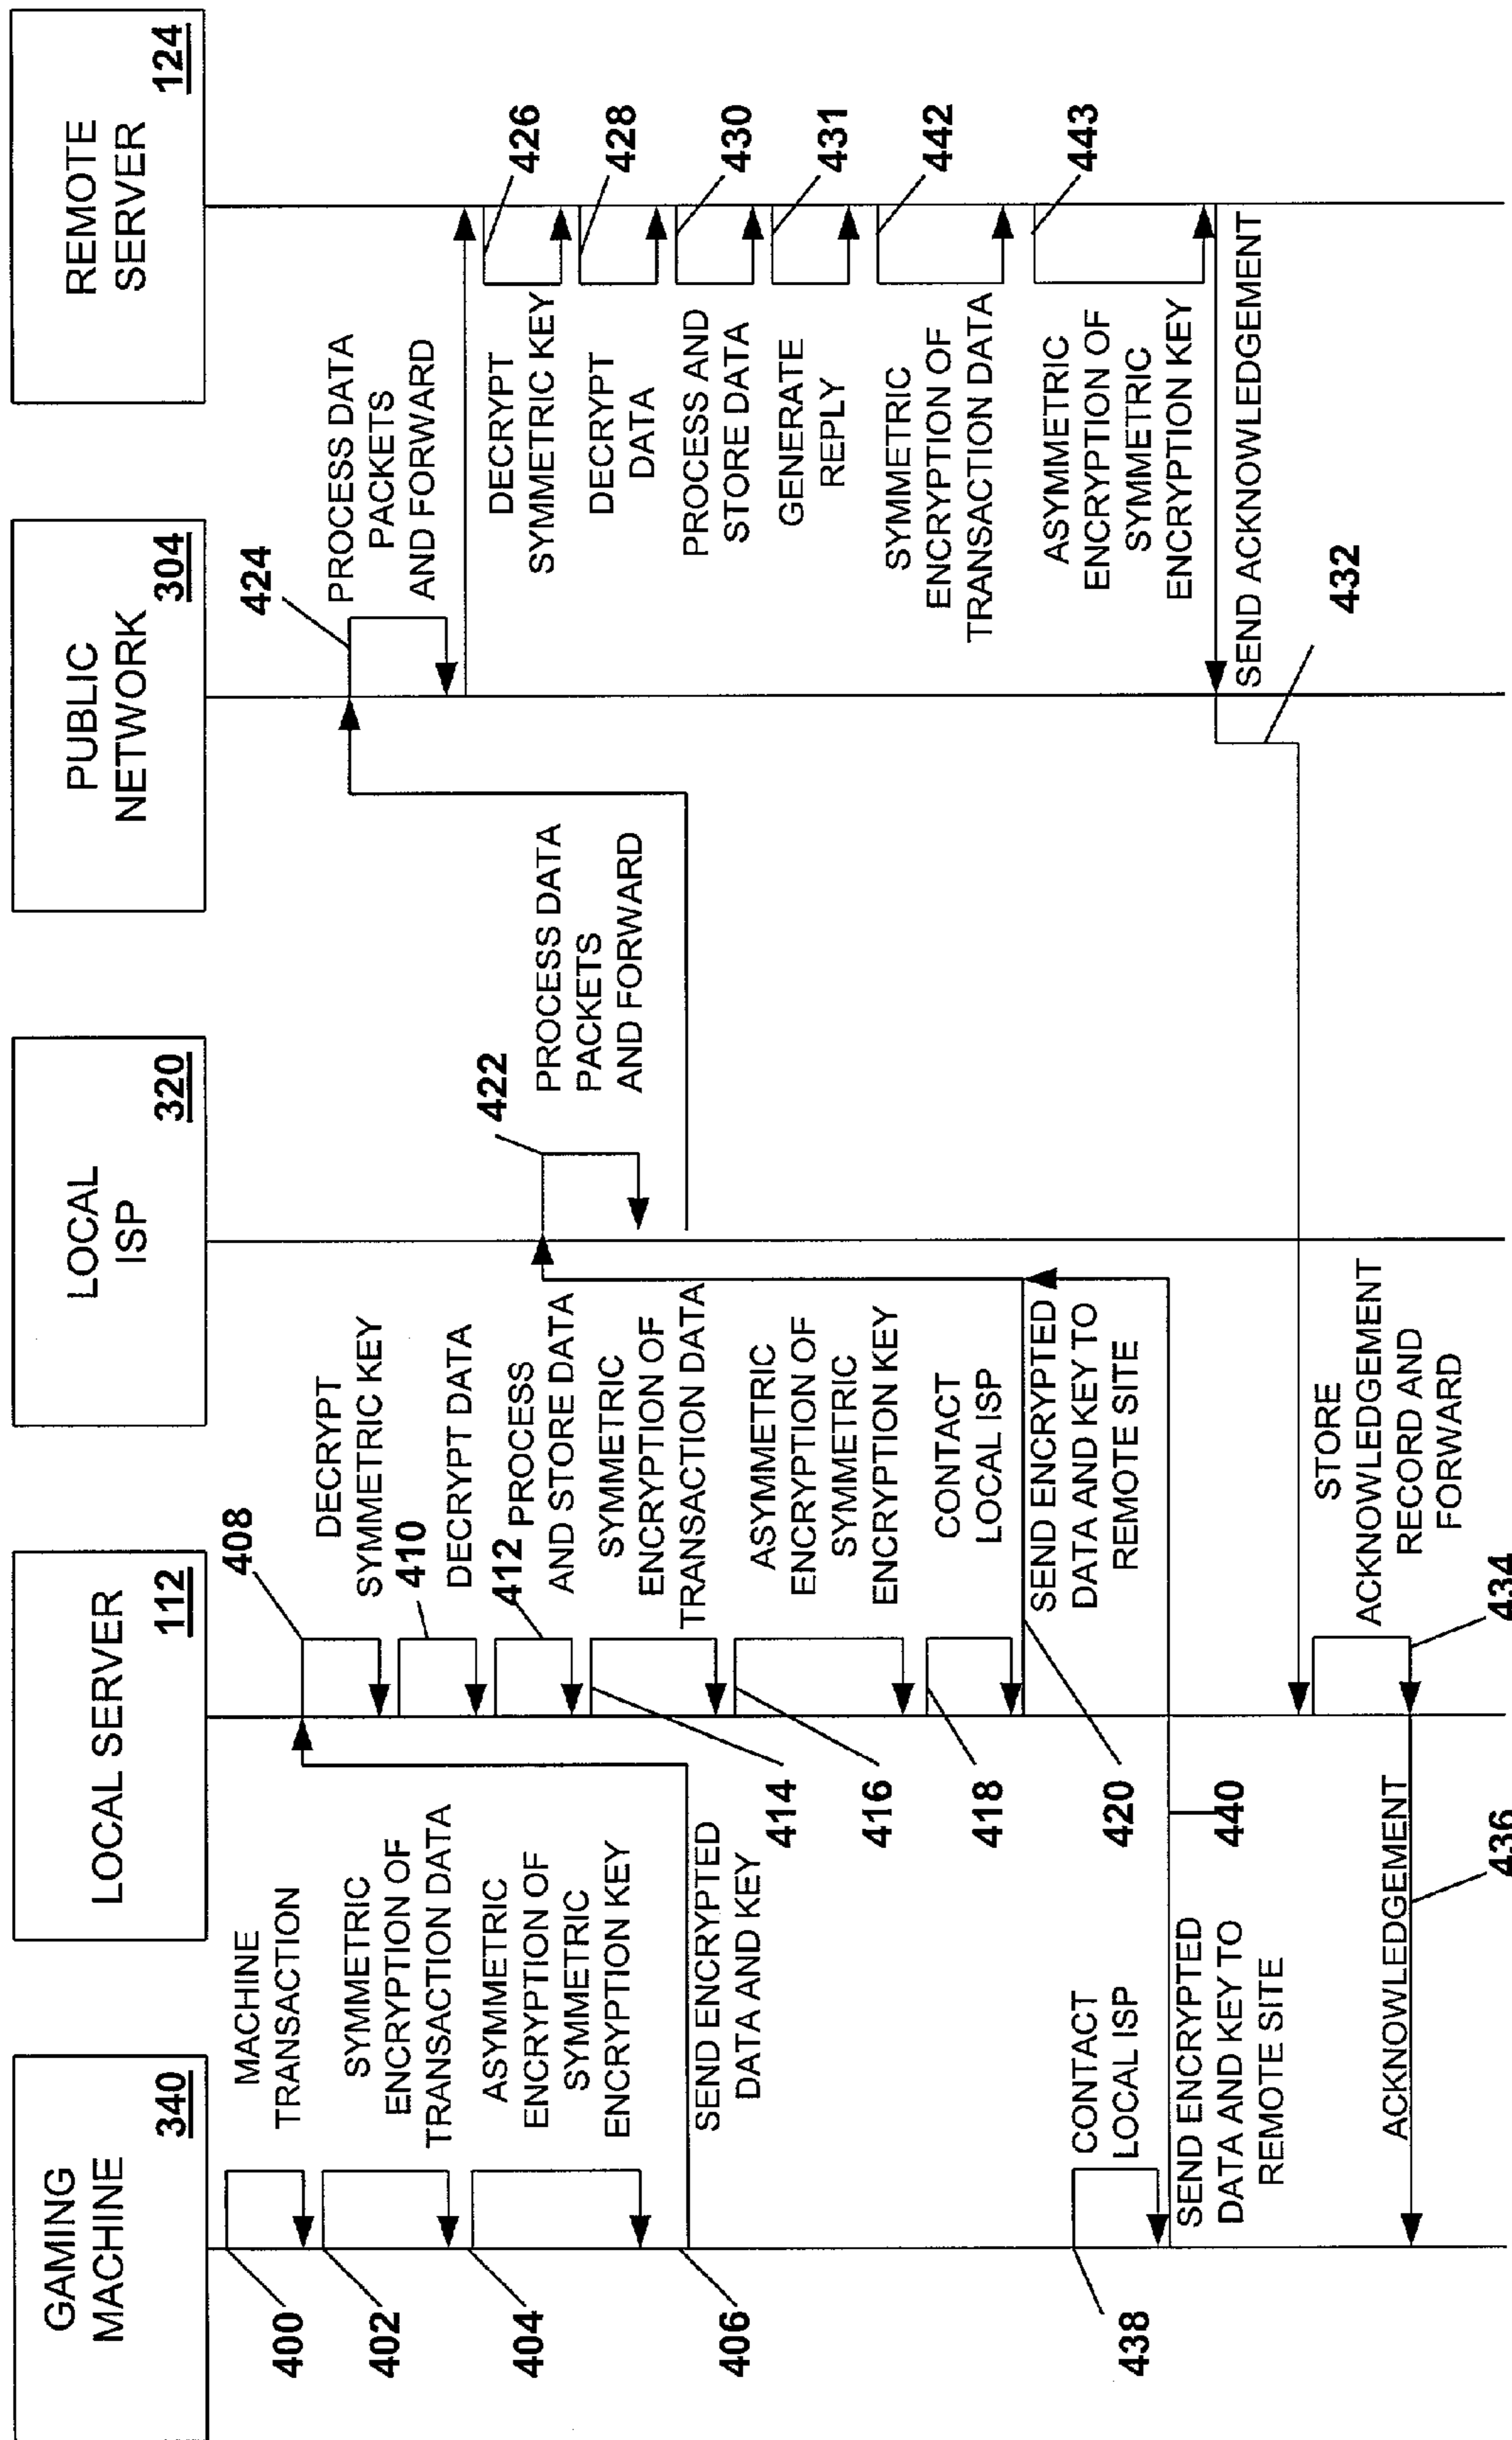 GAMING
MACHINE
340
LOCAL SERVER
112
LOCAL
ISP
320
PUBLIC
NETWORK
304
REMOTE
SERVER
124
400
MACHINE
TRANSACTION
402
SYMMETRIC
ENCRYPTION OF
TRANSACTION DATA
404
ASYMMETRIC
ENCRYPTION OF
SYMMETRIC
ENCRYPTION KEY
406
SEND ENCRYPTED
DATA AND KEY
438
CONTACT
LOCAL ISP
SEND ENCRYPTED
DATA AND KEY TO
REMOTE SITE
440
ACKNOWLEDGEMENT
436
408
DECRYPT
SYMMETRIC KEY
410
DECRYPT DATA
412
PROCESS
AND STORE DATA
414
SYMMETRIC
ENCRYPTION OF
TRANSACTION DATA
416
ASYMMETRIC
ENCRYPTION OF
SYMMETRIC
ENCRYPTION KEY
418
CONTACT
LOCAL ISP
420
SEND ENCRYPTED
DATA AND KEY TO
REMOTE SITE
STORE
ACKNOWLEDGEMENT
RECORD AND
FORWARD
434
422
PROCESS DATA
PACKETS
AND FORWARD
424
PROCESS DATA
PACKETS
AND FORWARD
426
DECRYPT
SYMMETRIC KEY
428
DECRYPT
DATA
430
PROCESS AND
STORE DATA
431
GENERATE
REPLY
442
SYMMETRIC
ENCRYPTION OF
TRANSACTION DATA
443
ASYMMETRIC
ENCRYPTION OF
SYMMETRIC
ENCRYPTION KEY
SEND ACKNOWLEDGEMENT
432